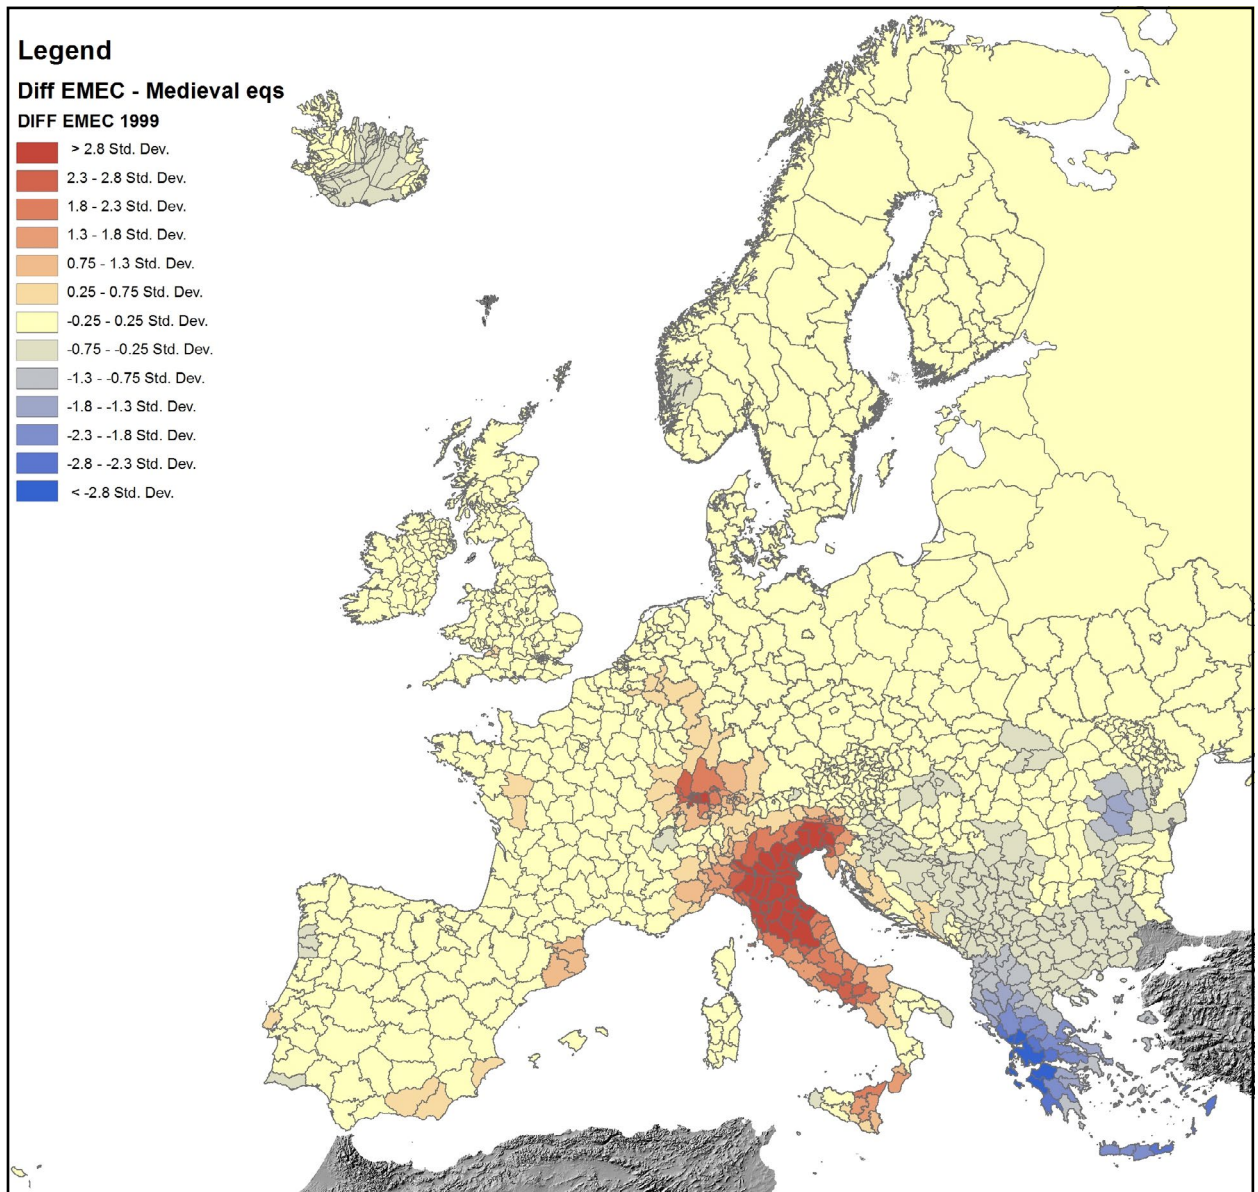 Legend
Diff EMEC - Medieval eqs
DIFF EMEC 1999
> 2.8 Std. Dev.
2.3 - 2.8 Std. Dev.
1.8 - 2.3 Std. Dev.
1.3 - 1.8 Std. Dev.
0.75 - 1.3 Std. Dev.
0.25 - 0.75 Std. Dev.
-0.25 - 0.25 Std. Dev.
-0.75 - -0.25 Std. Dev.
-1.3 - -0.75 Std. Dev.
-1.8 - -1.3 Std. Dev.
-2.3 - -1.8 Std. Dev.
-2.8 - -2.3 Std. Dev.
< -2.8 Std. Dev.